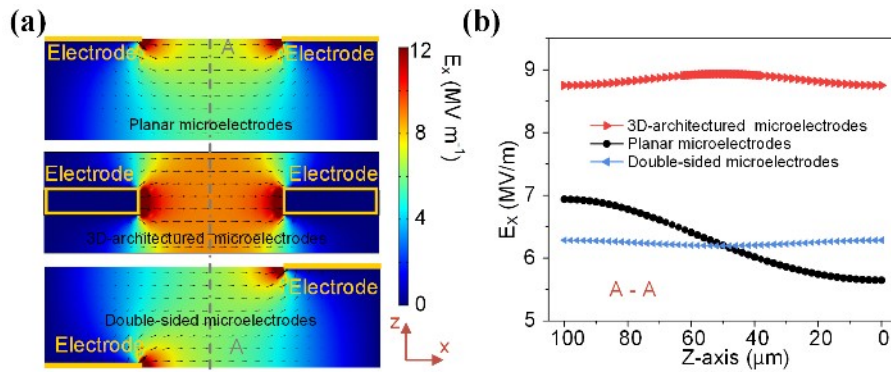 (a)
Electrode
A
Electrode
Planar microelectrodes
Electrode
Electrode
3D-architectured microelectrodes
Electrode
Double-sided microelectrodes
Electrode
A
12
8
4
0
Eₓ (MV m⁻¹)
z
x
(b)
9
8
7
6
5
E_X (MV/m)
3D-architectured microelectrodes
Planar microelectrodes
Double-sided microelectrodes
A - A
100 80 60 40 20 0
Z-axis (μm)